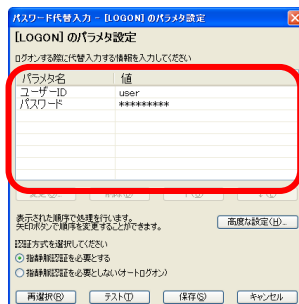 パスワード代替入力 - [LOGON] のパラメタ設定
[LOGON] のパラメタ設定
ログオンする際に代替入力する情報を入力してください
パラメタ名 値
ユーザーID user
パスワード *********
表示された順序で処理を行います。
矢印ボタンで順序を変更することができます。
高度な設定(H)...
認証方式を選択してください
指静脈認証を必要とする
指静脈認証を必要としない(オートログオン)
再選択(R) テスト(T) 保存(S) キャンセル